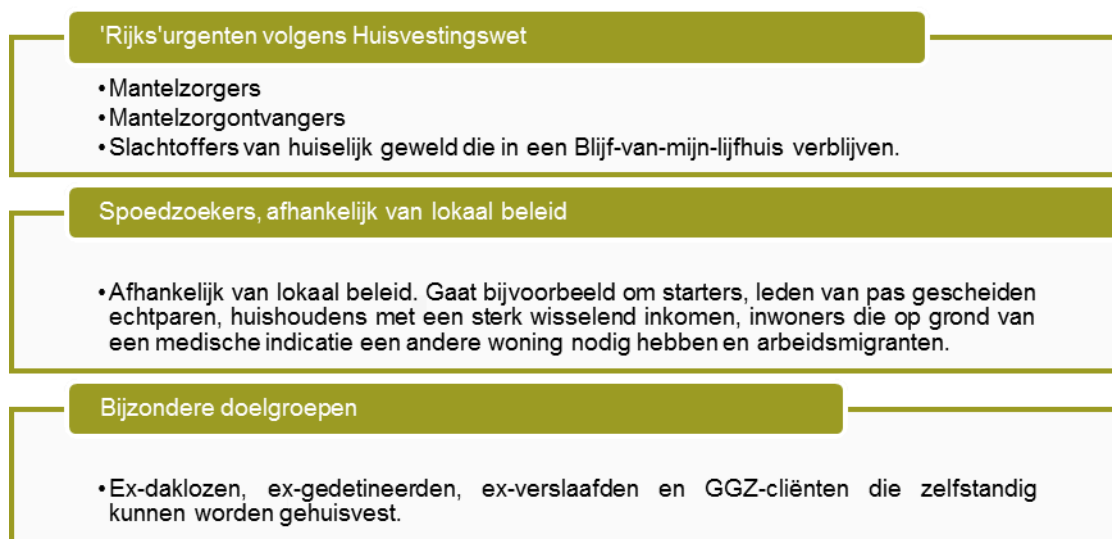 'Rijks'urgenten volgens Huisvestingswet
•Mantelzorgers
•Mantelzorgontvangers
•Slachtoffers van huiselijk geweld die in een Blijf-van-mijn-lijfhuis verblijven.
Spoedzoekers, afhankelijk van lokaal beleid
•Afhankelijk van lokaal beleid. Gaat bijvoorbeeld om starters, leden van pas gescheiden
echtparen, huishoudens met een sterk wisselend inkomen, inwoners die op grond van
een medische indicatie een andere woning nodig hebben en arbeidsmigranten.
Bijzondere doelgroepen
•Ex-daklozen, ex-gedetineerden, ex-verslaafden en GGZ-cliënten die zelfstandig
kunnen worden gehuisvest.